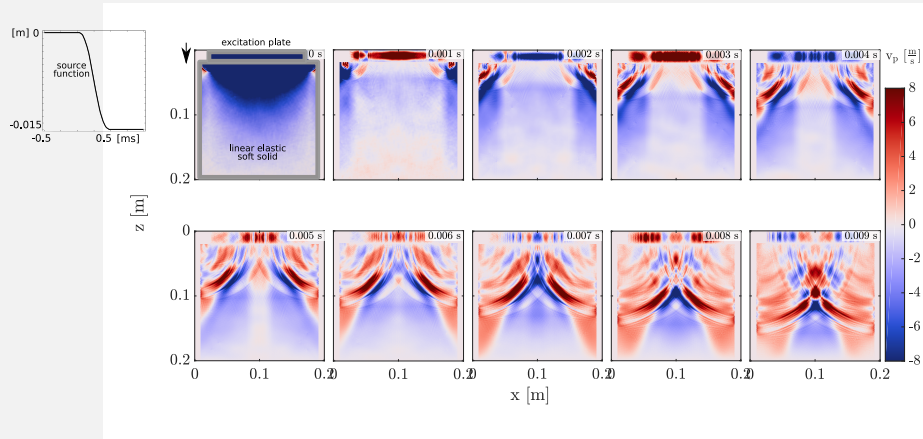 [m] 0
source
function
-0.015
-0.5
0.5
[ms]
excitation plate
0 s
0.001 s
0.002 s
0.003 s
0.004 s
v_p [m/s]
linear elastic
soft solid
0.1
0.2
8
6
4
2
0
-2
-4
-6
-8
z [m]
0
0.1
0.2
0.005 s
0.006 s
0.007 s
0.008 s
0.009 s
0 0.1 0.2 0.1 0.2 0.1 0.2 0.1 0.2 0.1 0.2
x [m]